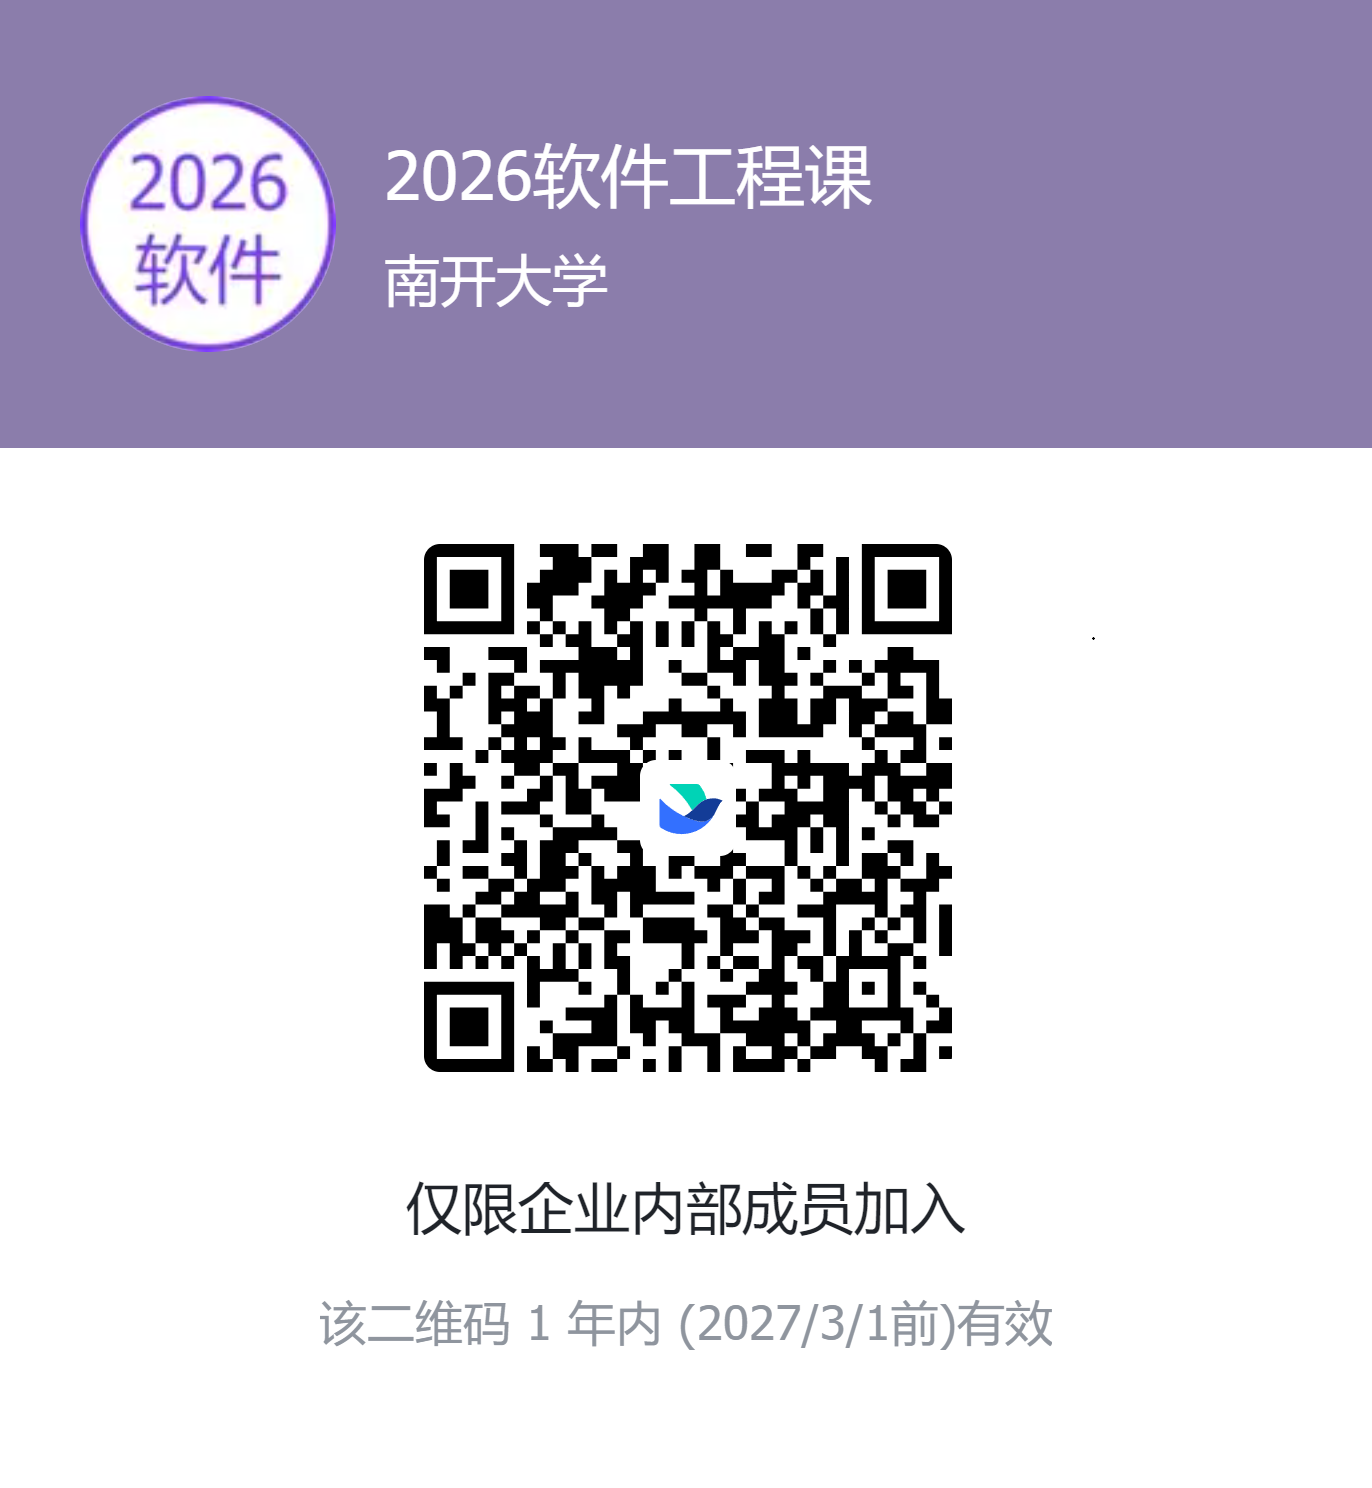 2026
软件
2026软件工程课
南开大学
仅限企业内部成员加入
该二维码 1 年内 (2027/3/1前)有效